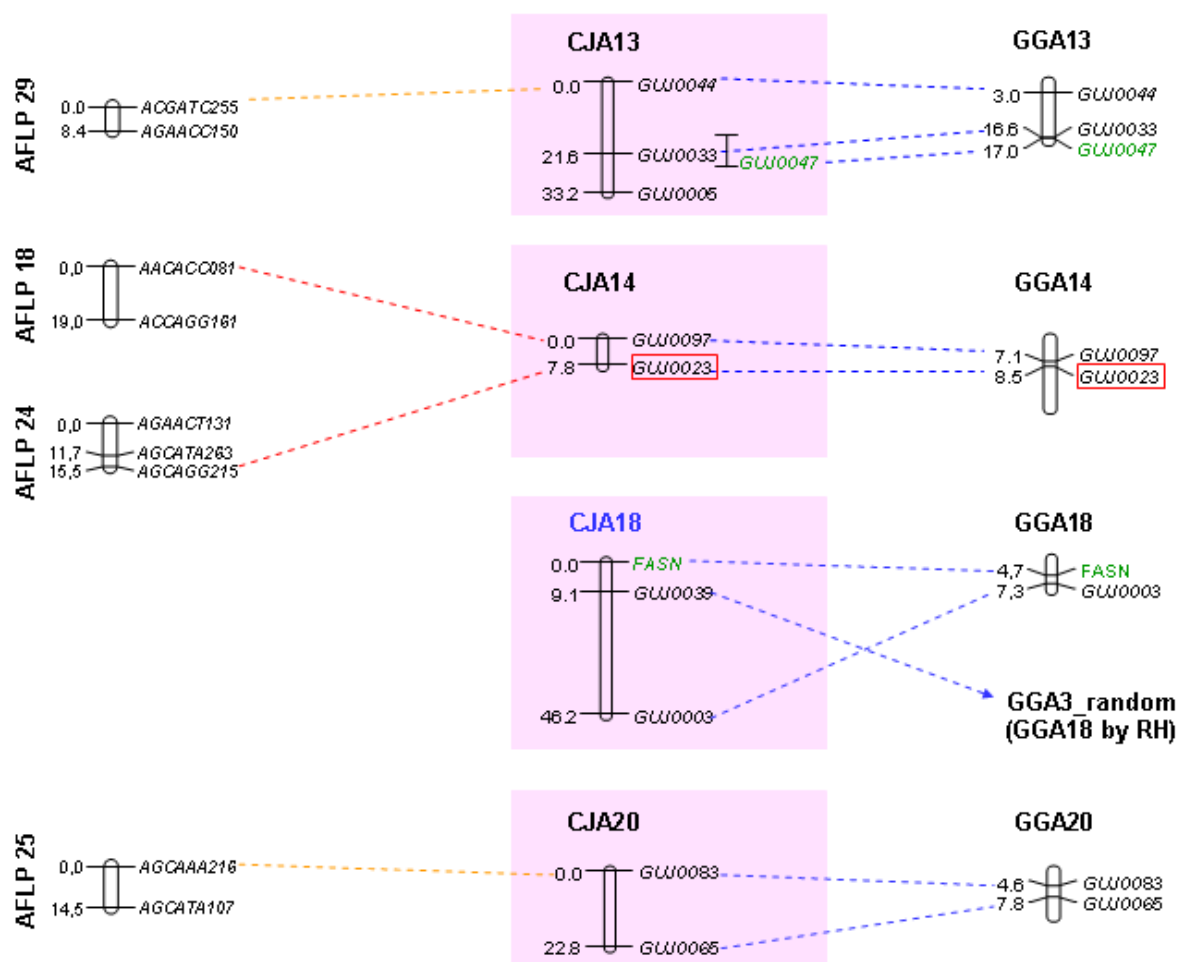 AFLP 29
0.0 ACGATC255
8.4 AGAACC150
CJA13
0.0 GUJ0044
21.6 GUJ0033
GUJ0047
33.2 GUJ0005
GGA13
3.0 GUJ0044
16.6 GUJ0033
17.0 GUJ0047
AFLP 18
0,0 AACACC081
19,0 ACCAGG161
AFLP 24
0,0 AGAACT131
11,7 AGCATA263
15,5 AGCAGG215
CJA14
0.0 GUJ0097
7.8 GUJ0023
GGA14
7.1 GUJ0097
8.5 GUJ0023
CJA18
0.0 FASN
9.1 GUJ0039
46.2 GUJ0003
GGA18
4,7 FASN
7,3 GUJ0003
GGA3_random
(GGA18 by RH)
AFLP 25
0,0 AGCAAA216
14,5 AGCATA107
CJA20
0.0 GUJ0083
22.8 GUJ0065
GGA20
4.6 GUJ0083
7.8 GUJ0065